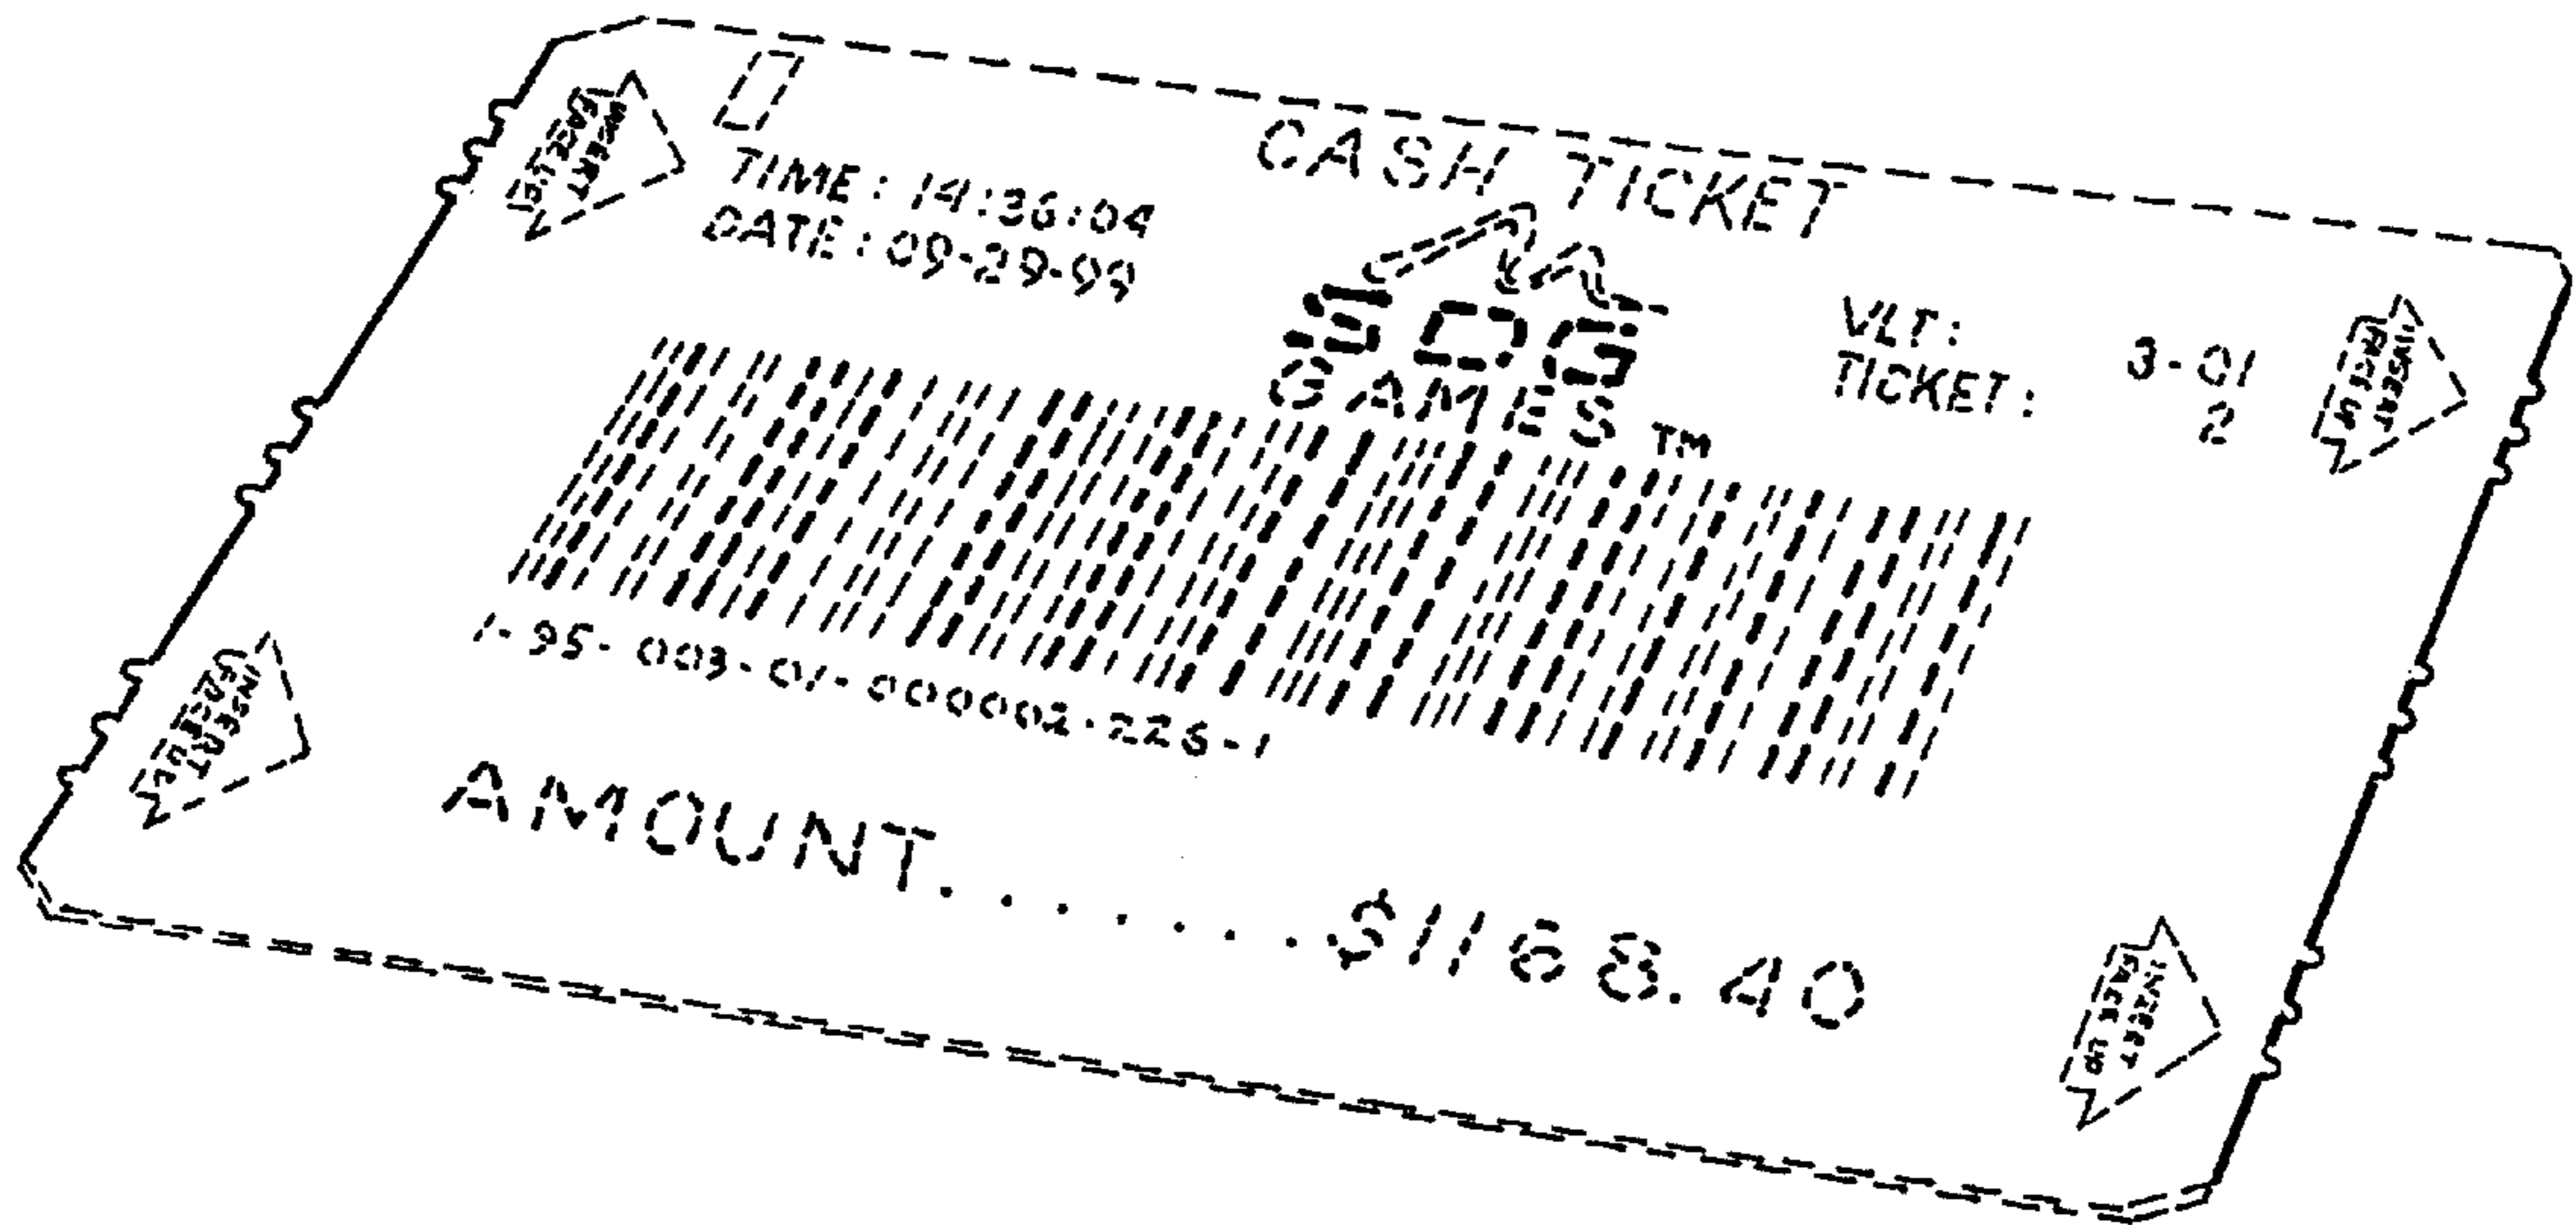 CASH TICKET
TIME: 14:36:04
DATE: 09-29-99
SDG
GAMES™
VLT: 3-01
TICKET: 2
1-95-003-01-000002-226-1
AMOUNT........$1168.40
INSERT
FACE UP
INSERT
FACE UP
INSERT
FACE UP
INSERT
FACE UP